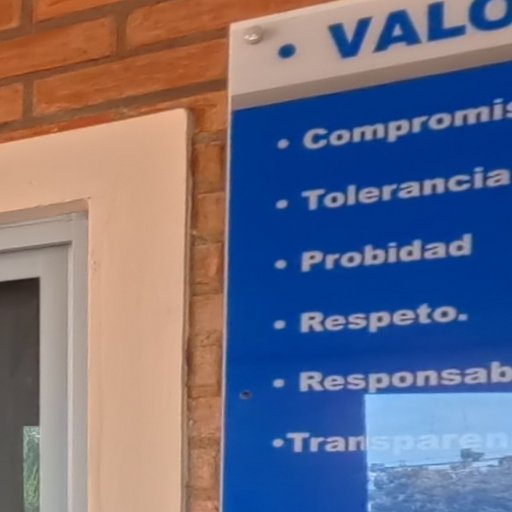 • VALO
• Compromis
• Tolerancia
• Probidad
• Respeto.
• Responsab
•Transparen